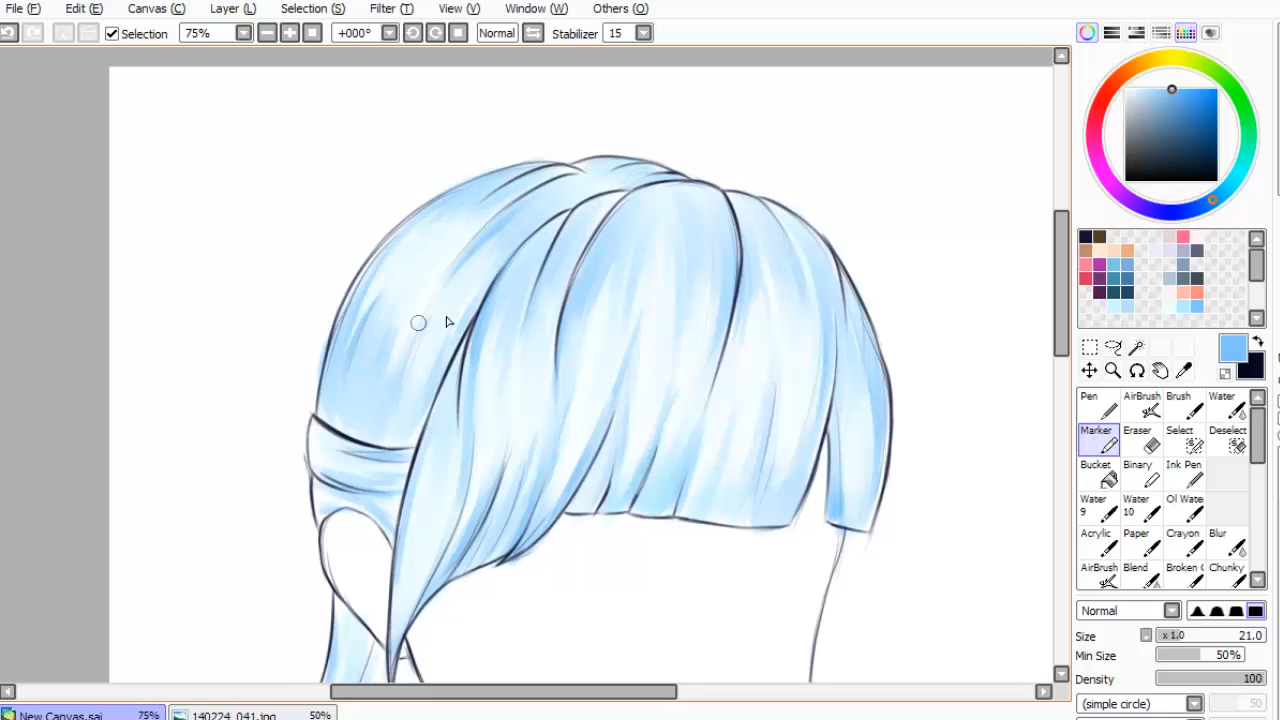 File (F) Edit (E) Canvas (C) Layer (L) Selection (S) Filter (T) View (V) Window (W) Others (O)
Selection 75% +000° Normal Stabilizer 15
Pen AirBrush Brush Water
Marker Eraser Select Deselect
Bucket Binary Ink Pen
Water 9 Water 10 Ol Wate
Acrylic Paper Crayon Blur
AirBrush Blend Broken C Chunky
Normal
Size x 1.0 21.0
Min Size 50%
Density 100
(simple circle) 50
New Canvas.sai 75% 140224_041.jpg 50%